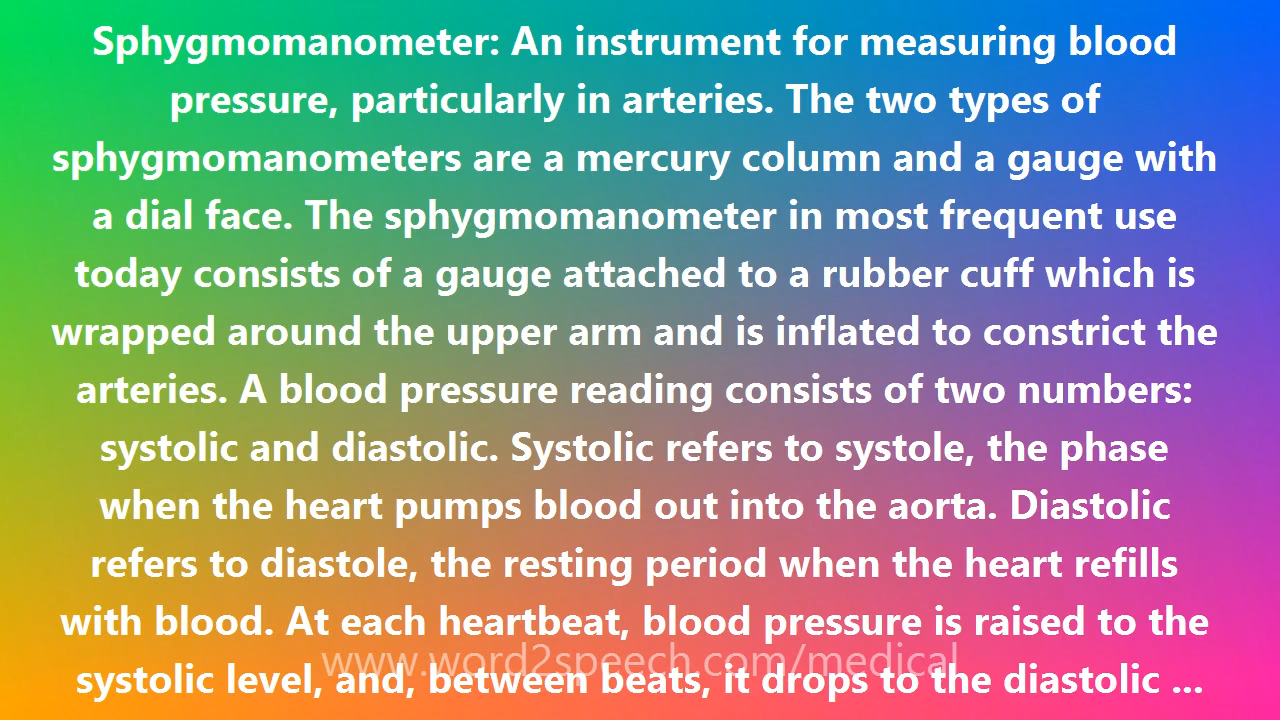 Sphygmomanometer: An instrument for measuring blood
pressure, particularly in arteries. The two types of
sphygmomanometers are a mercury column and a gauge with
a dial face. The sphygmomanometer in most frequent use
today consists of a gauge attached to a rubber cuff which is
wrapped around the upper arm and is inflated to constrict the
arteries. A blood pressure reading consists of two numbers:
systolic and diastolic. Systolic refers to systole, the phase
when the heart pumps blood out into the aorta. Diastolic
refers to diastole, the resting period when the heart refills
with blood. At each heartbeat, blood pressure is raised to the
www.word2speech.com/medical
systolic level, and, between beats, it drops to the diastolic ...